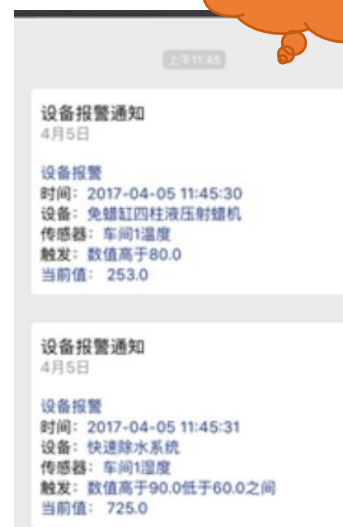 上午11:45
设备报警通知
4月5日
设备报警
时间：2017-04-05 11:45:30
设备：免蜡缸四柱液压射蜡机
传感器：车间1温度
触发：数值高于80.0
当前值： 253.0
设备报警通知
4月5日
设备报警
时间：2017-04-05 11:45:31
设备：快速除水系统
传感器：车间1湿度
触发：数值高于90.0低于60.0之间
当前值： 725.0